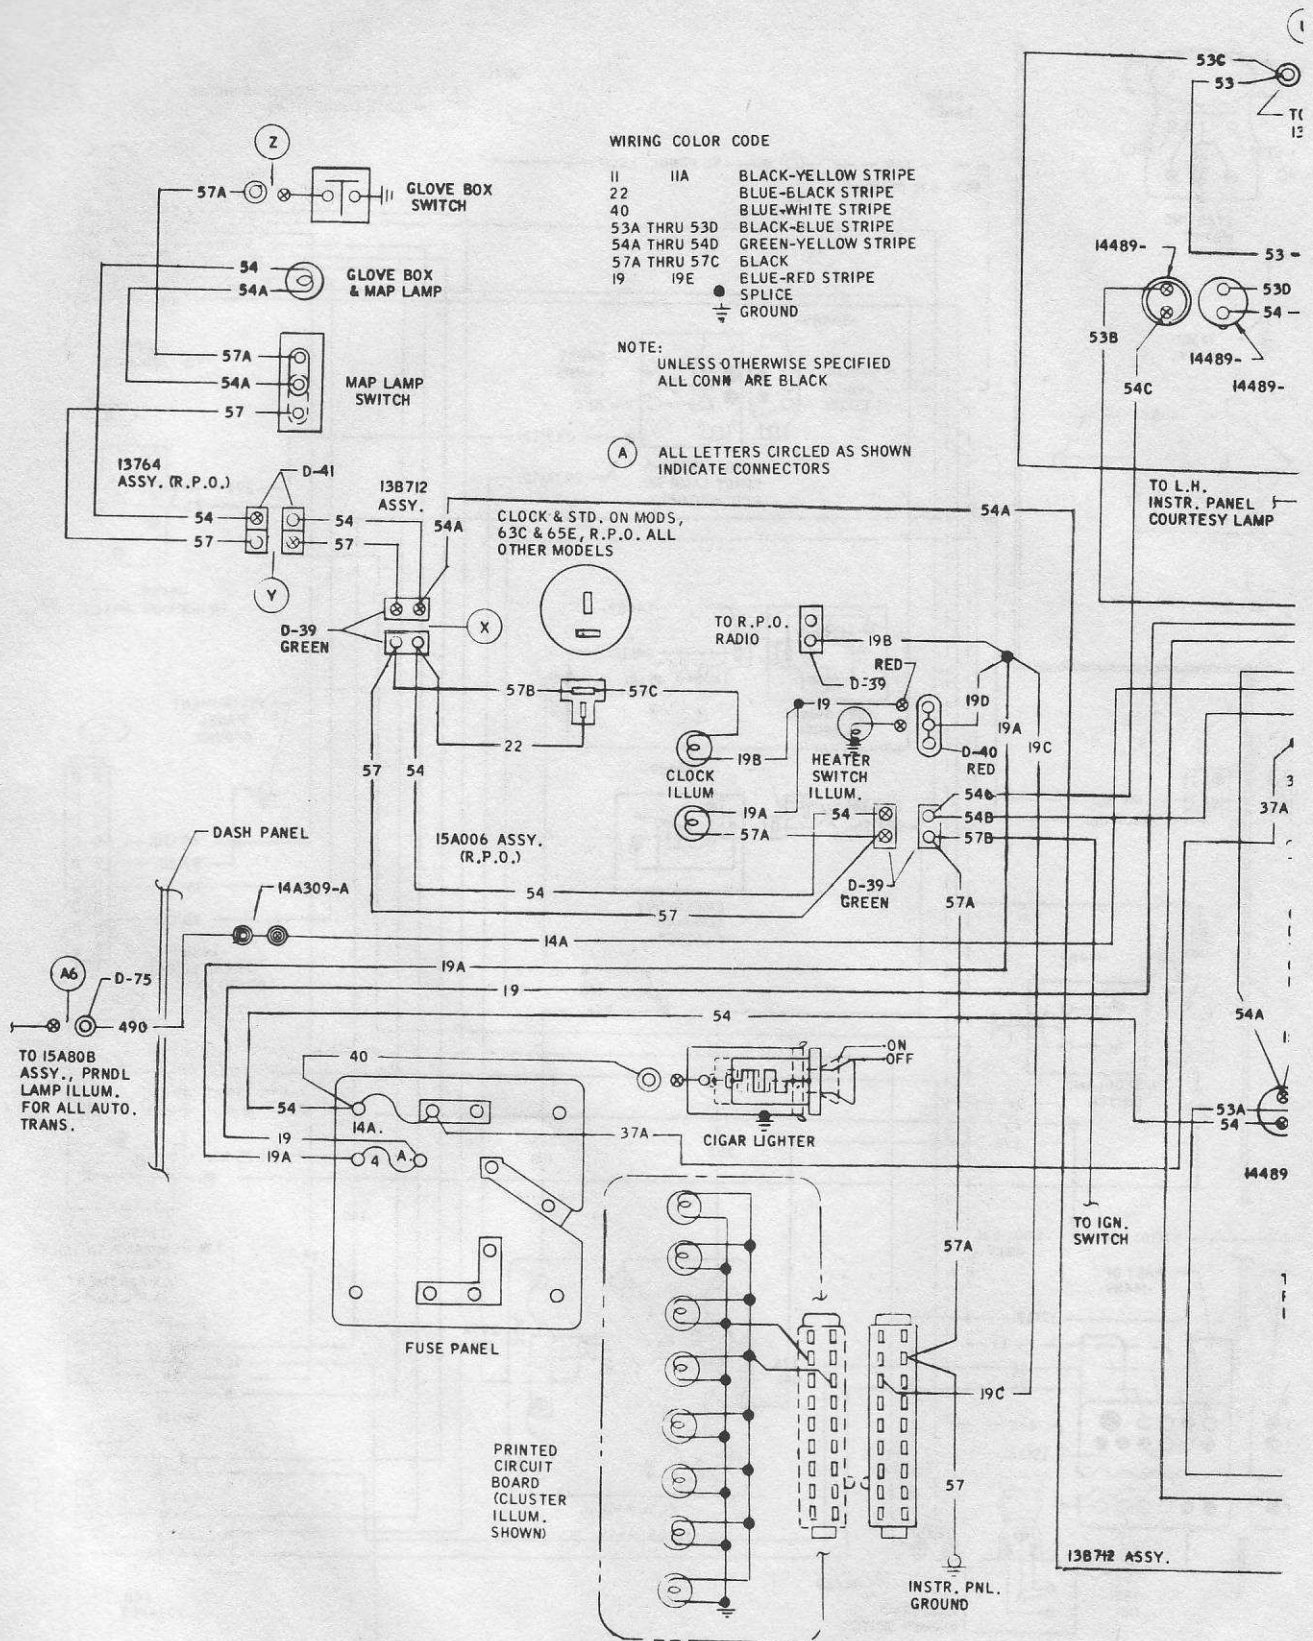 53C
53
Z
WIRING COLOR CODE
11 11A BLACK-YELLOW STRIPE
22 BLUE-BLACK STRIPE
40 BLUE-WHITE STRIPE
53A THRU 53D BLACK-BLUE STRIPE
54A THRU 54D GREEN-YELLOW STRIPE
57A THRU 57C BLACK
19 19E BLUE-RED STRIPE
SPLICE
GROUND
NOTE:
UNLESS OTHERWISE SPECIFIED
ALL CONN ARE BLACK
A
ALL LETTERS CIRCLED AS SHOWN
INDICATE CONNECTORS
57A
GLOVE BOX
SWITCH
54
54A
GLOVE BOX
& MAP LAMP
57A
54A
57
MAP LAMP
SWITCH
14489-
53
53D
54
53B
14489-
54C
14489-
13764
ASSY. (R.P.O.)
D-41
54
57
54
57
Y
13B712
ASSY.
54A
54A
CLOCK & STD. ON MODS,
63C & 65E, R.P.O. ALL
OTHER MODELS
TO L.H.
INSTR. PANEL
COURTESY LAMP
D-39
GREEN
X
TO R.P.O.
RADIO
19B
D-39
RED
57B
57C
22
19
19D
19A
19C
57
54
CLOCK
ILLUM
19B
HEATER
SWITCH
ILLUM.
D-40
RED
19A
57A
54
54B
57B
37A
D-39
GREEN
57A
15A006 ASSY.
(R.P.O.)
54
57
DASH PANEL
14A309-A
14A
19A
19
54
A6
D-75
490
TO 15A80B
ASSY., PRNDL
LAMP ILLUM.
FOR ALL AUTO.
TRANS.
40
54
14A.
19
19A
4 A.
37A
ON
OFF
CIGAR LIGHTER
54A
53A
54
14489
TO IGN.
SWITCH
57A
FUSE PANEL
19C
PRINTED
CIRCUIT
BOARD
(CLUSTER
ILLUM.
SHOWN)
57
INSTR. PNL.
GROUND
13B712 ASSY.